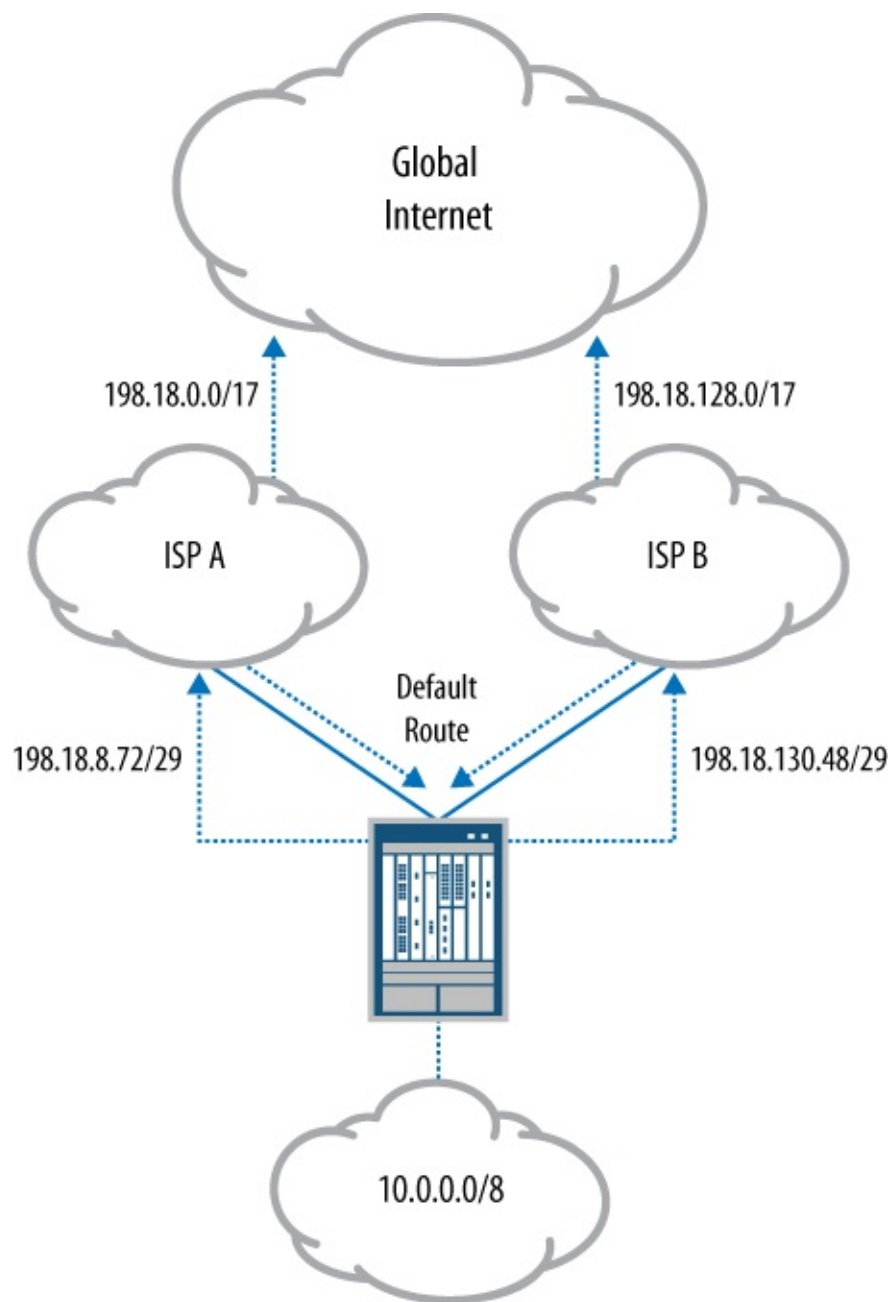 Global
Internet
198.18.0.0/17
198.18.128.0/17
ISP A
ISP B
Default
Route
198.18.8.72/29
198.18.130.48/29
10.0.0.0/8